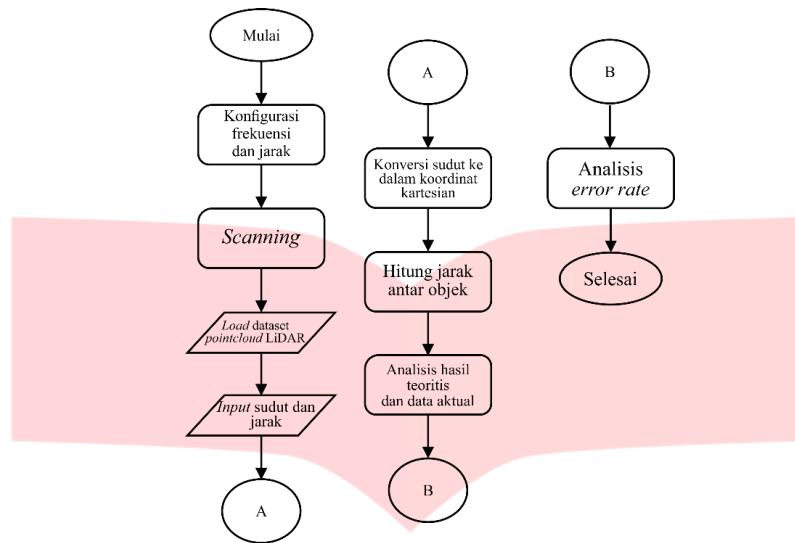 Mulai
Konfigurasi
frekuensi
dan jarak
Scanning
Load dataset
pointcloud LiDAR
Input sudut dan
jarak
A
A
Konversi sudut ke
dalam koordinat
kartesian
Hitung jarak
antar objek
Analisis hasil
teoritis
dan data aktual
B
B
Analisis
error rate
Selesai